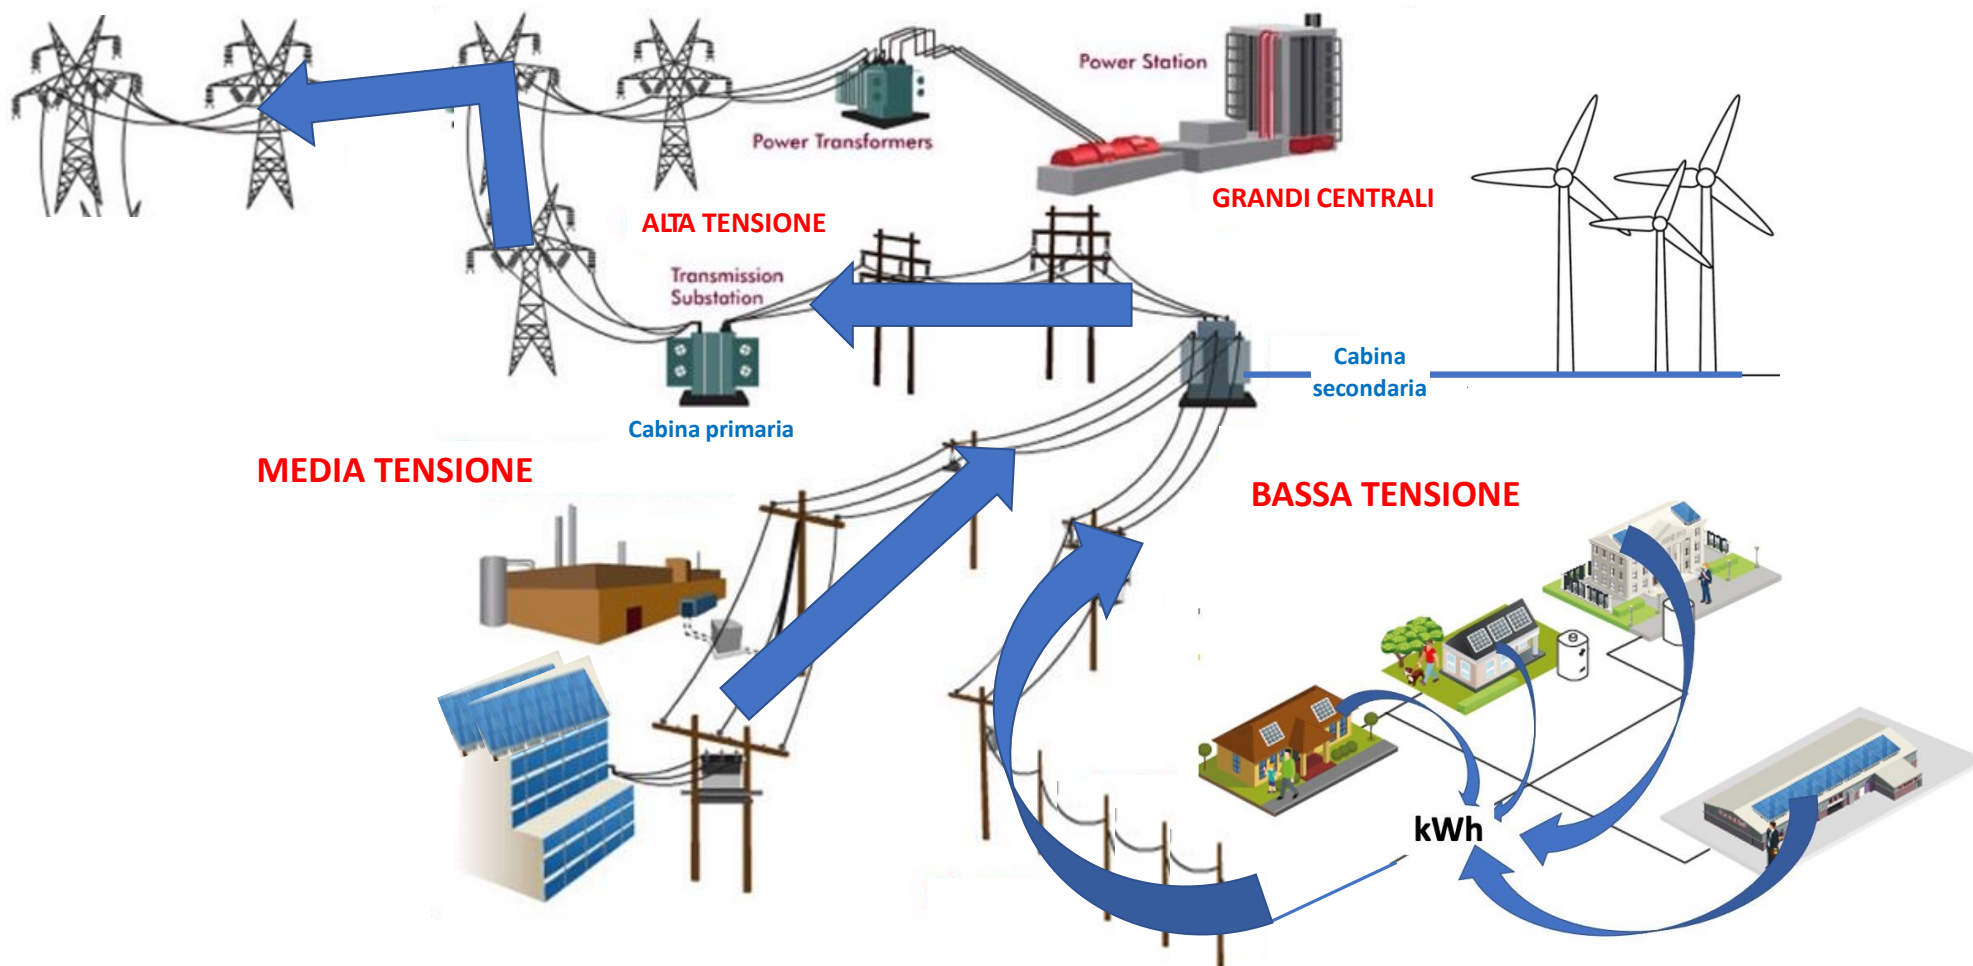 Power Station
Power Transformers
GRANDI CENTRALI
ALTA TENSIONE
Transmission
Substation
Cabina
secondaria
Cabina primaria
MEDIA TENSIONE
BASSA TENSIONE
kWh